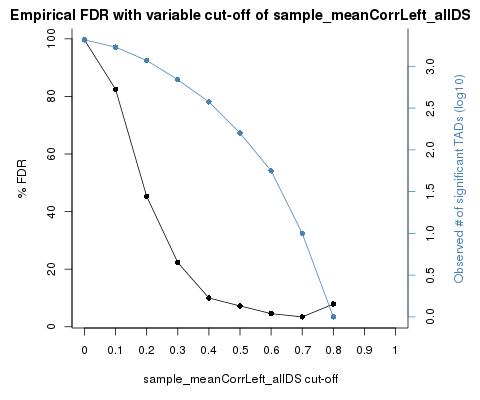 Empirical FDR with variable cut-off of sample_meanCorrLeft_allDS
% FDR
0
20
40
60
80
100
0 0.1 0.2 0.3 0.4 0.5 0.6 0.7 0.8 0.9 1
sample_meanCorrLeft_allDS cut-off
0.0
0.5
1.0
1.5
2.0
2.5
3.0
Observed # of significant TADs (log10)